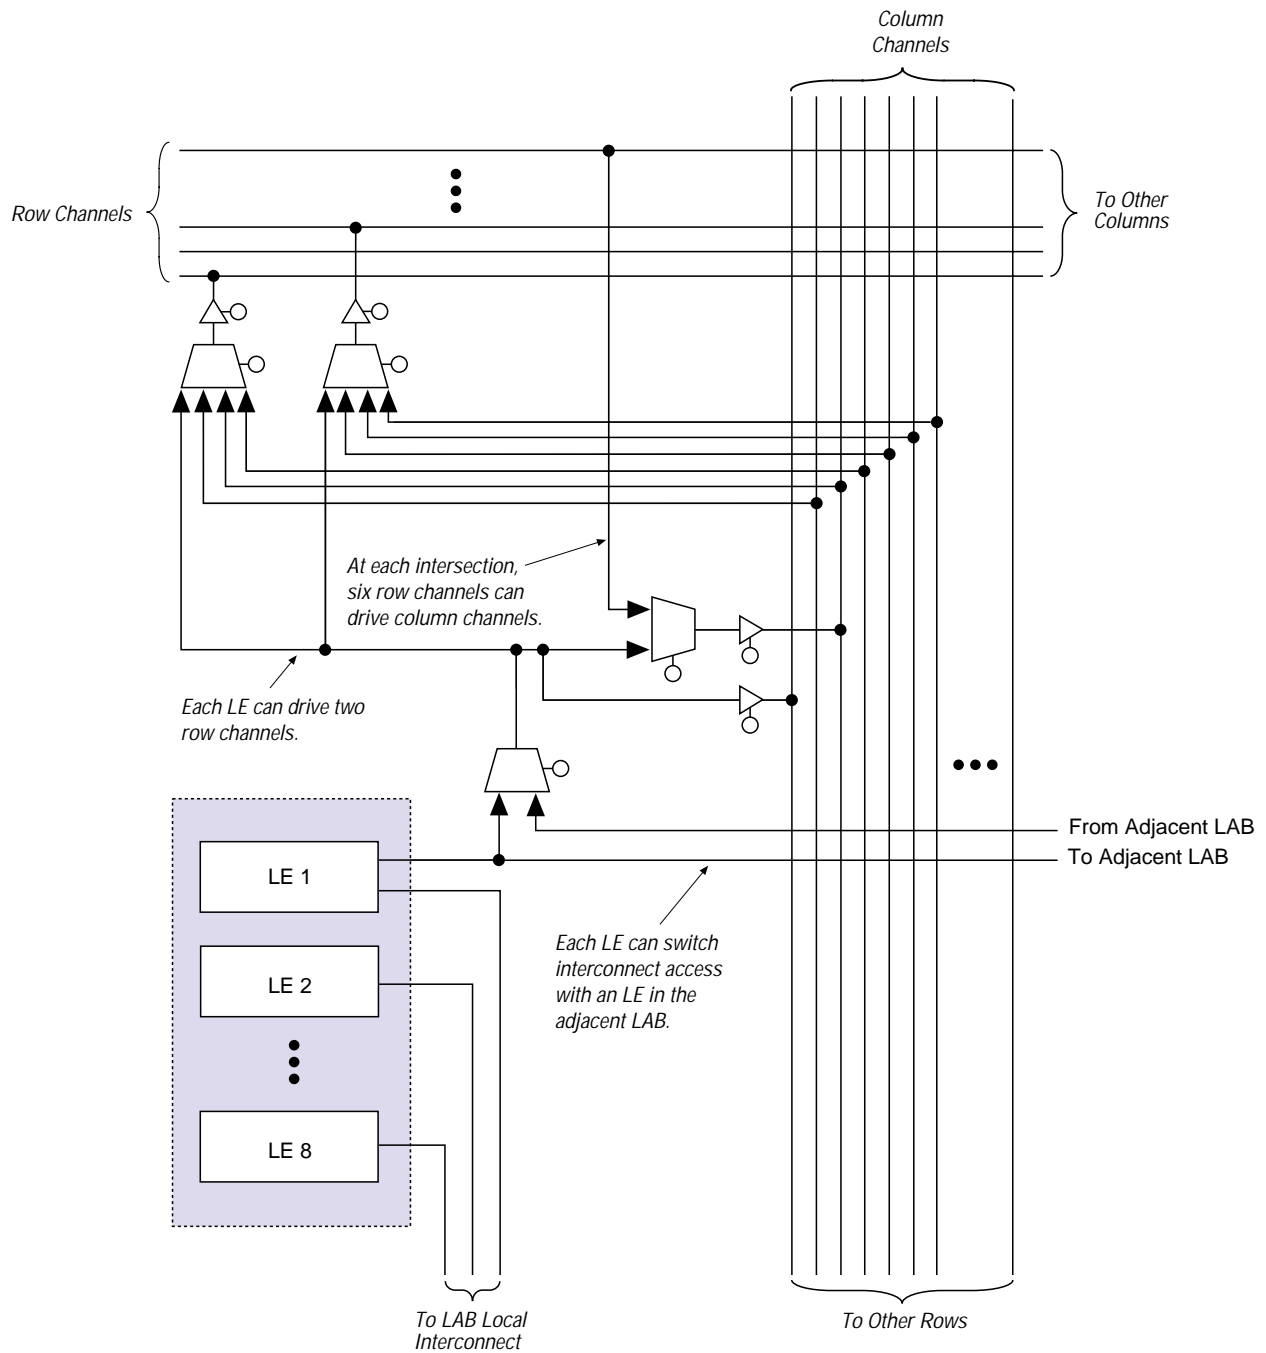 Column
Channels
Row Channels
To Other
Columns
At each intersection,
six row channels can
drive column channels.
Each LE can drive two
row channels.
From Adjacent LAB
To Adjacent LAB
LE 1
Each LE can switch
interconnect access
with an LE in the
adjacent LAB.
LE 2
LE 8
To LAB Local
Interconnect
To Other Rows